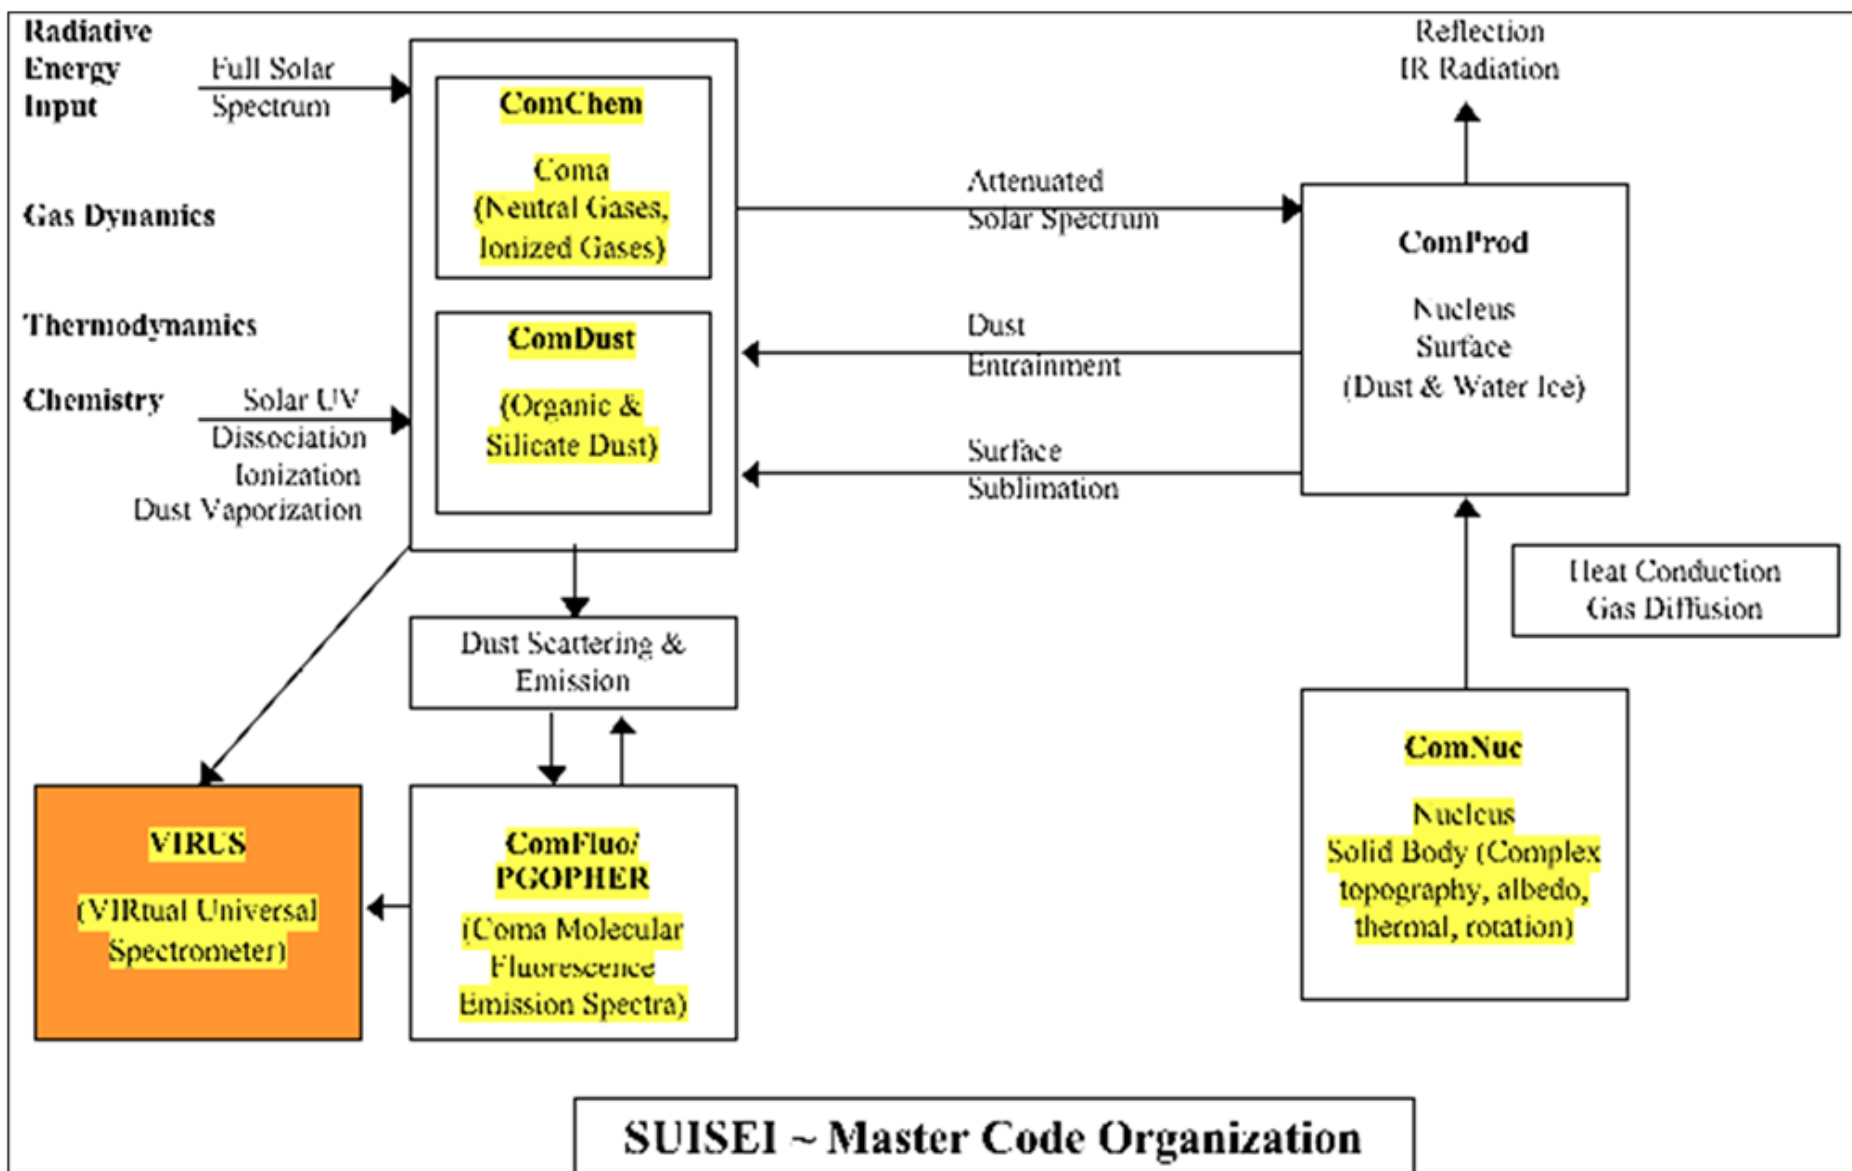 Radiative
Energy
Input
Full Solar
Spectrum
Gas Dynamics
Thermodynamics
Chemistry
Solar UV
Dissociation
Ionization
Dust Vaporization
ComChem
Coma
(Neutral Gases,
Ionized Gases)
ComDust
(Organic &
Silicate Dust)
Attenuated
Solar Spectrum
Dust
Entrainment
Surface
Sublimation
Reflection
IR Radiation
ComProd
Nucleus
Surface
(Dust & Water Ice)
Heat Conduction
Gas Diffusion
Dust Scattering &
Emission
VIRUS
(VIRtual Universal
Spectrometer)
ComFluo/
PGOPHER
(Coma Molecular
Fluorescence
Emission Spectra)
ComNuc
Nucleus
Solid Body (Complex
topography, albedo,
thermal, rotation)
SUISEI ~ Master Code Organization